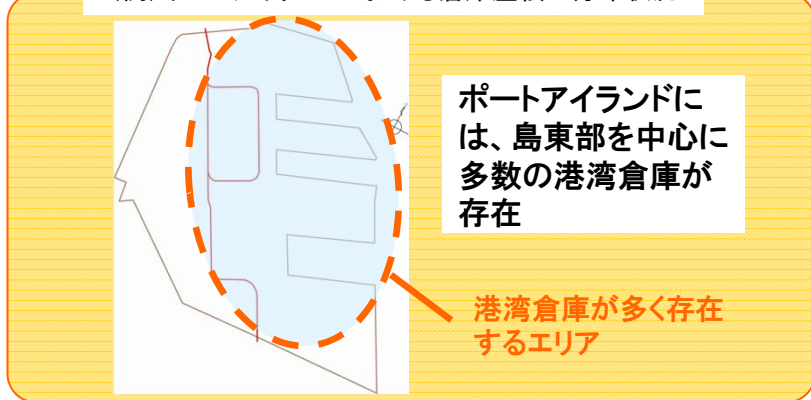 ポートアイランドに
は、島東部を中心に
多数の港湾倉庫が
存在
港湾倉庫が多く存在
するエリア